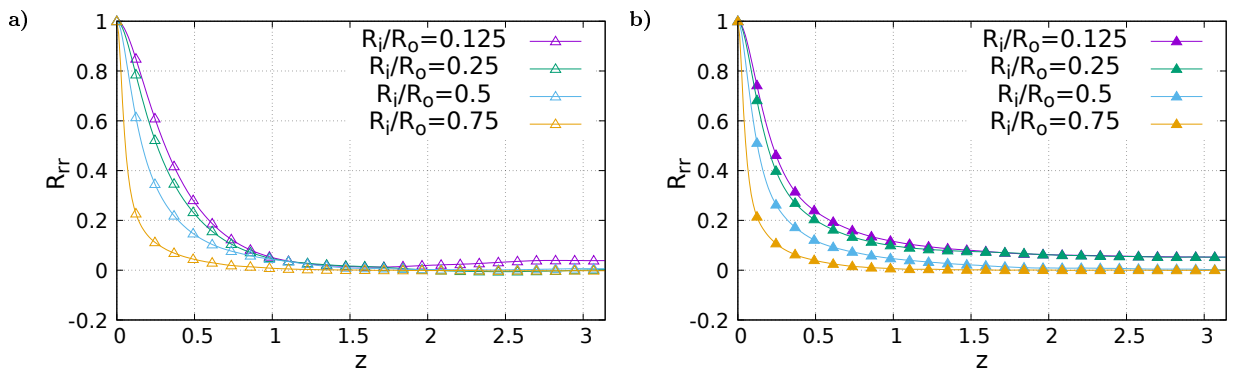 a)
R_rr
1
0.8
0.6
0.4
0.2
0
-0.2
0 0.5 1 1.5 2 2.5 3
z
R_i/R_o=0.125
R_i/R_o=0.25
R_i/R_o=0.5
R_i/R_o=0.75
b)
R_rr
1
0.8
0.6
0.4
0.2
0
-0.2
0 0.5 1 1.5 2 2.5 3
z
R_i/R_o=0.125
R_i/R_o=0.25
R_i/R_o=0.5
R_i/R_o=0.75